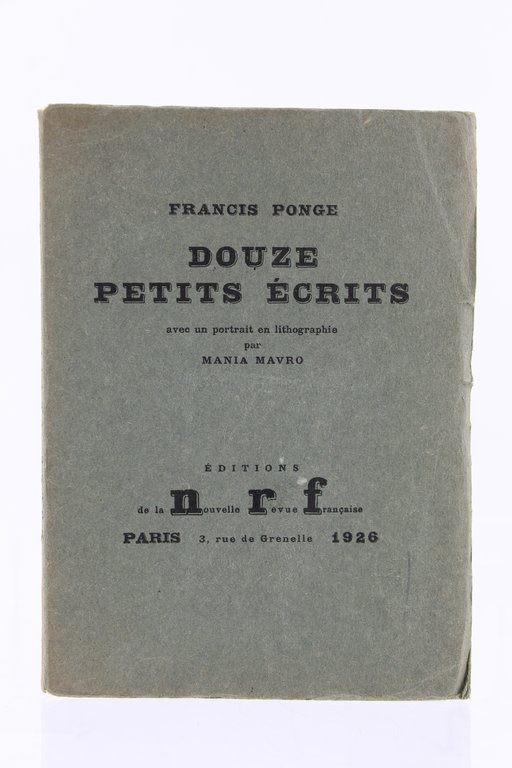 FRANCIS PONGE
DOUZE
PETITS ÉCRITS
avec un portrait en lithographie
par
MANIA MAVRO
ÉDITIONS
de la nouvelle revue française
PARIS 3, rue de Grenelle 1926